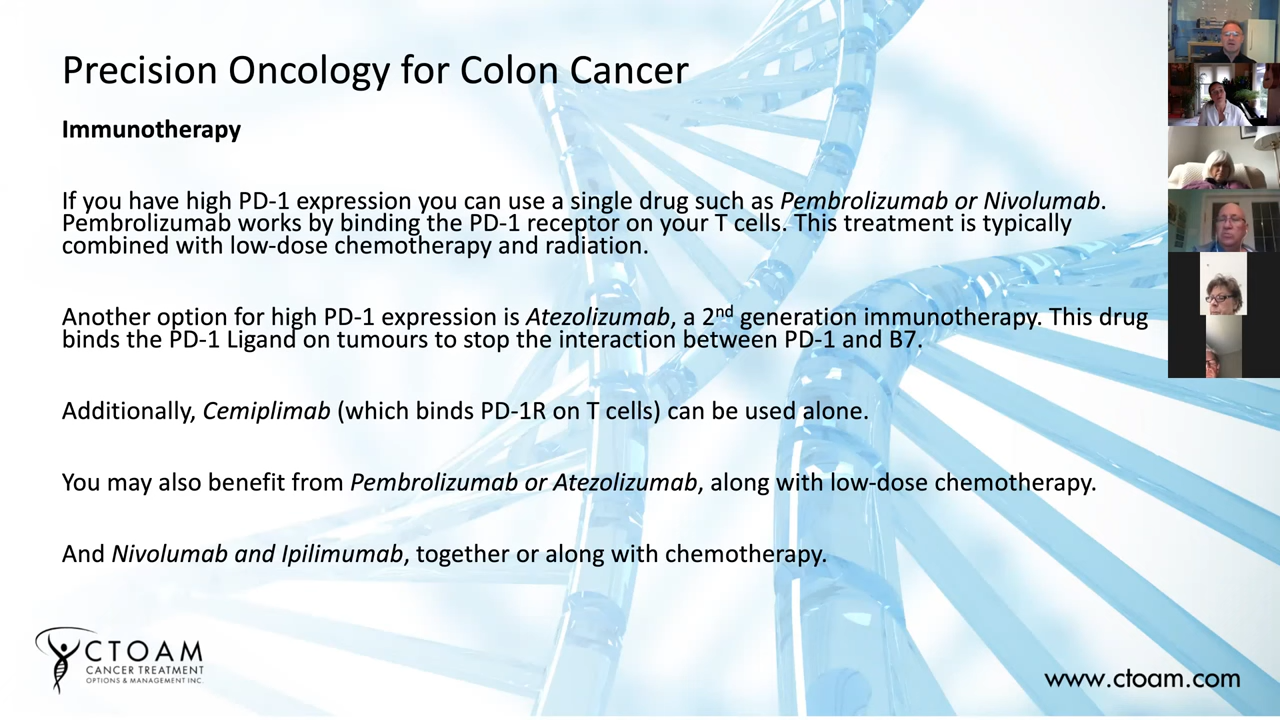 Precision Oncology for Colon Cancer
Immunotherapy
If you have high PD-1 expression you can use a single drug such as Pembrolizumab or Nivolumab.
Pembrolizumab works by binding the PD-1 receptor on your T cells. This treatment is typically
combined with low-dose chemotherapy and radiation.
Another option for high PD-1 expression is Atezolizumab, a 2nd generation immunotherapy. This drug
binds the PD-1 Ligand on tumours to stop the interaction between PD-1 and B7.
Additionally, Cemiplimab (which binds PD-1R on T cells) can be used alone.
You may also benefit from Pembrolizumab or Atezolizumab, along with low-dose chemotherapy.
And Nivolumab and Ipilimumab, together or along with chemotherapy.
CTOAM
CANCER TREATMENT
OPTIONS & MANAGEMENT INC.
www.ctoam.com